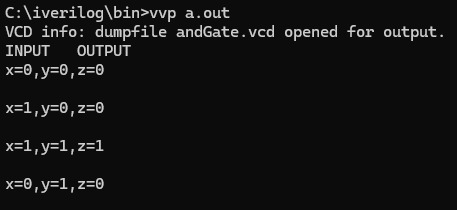 C:\iverilog\bin>vvp a.out
VCD info: dumpfile andGate.vcd opened for output.
INPUT   OUTPUT
x=0,y=0,z=0
x=1,y=0,z=0
x=1,y=1,z=1
x=0,y=1,z=0